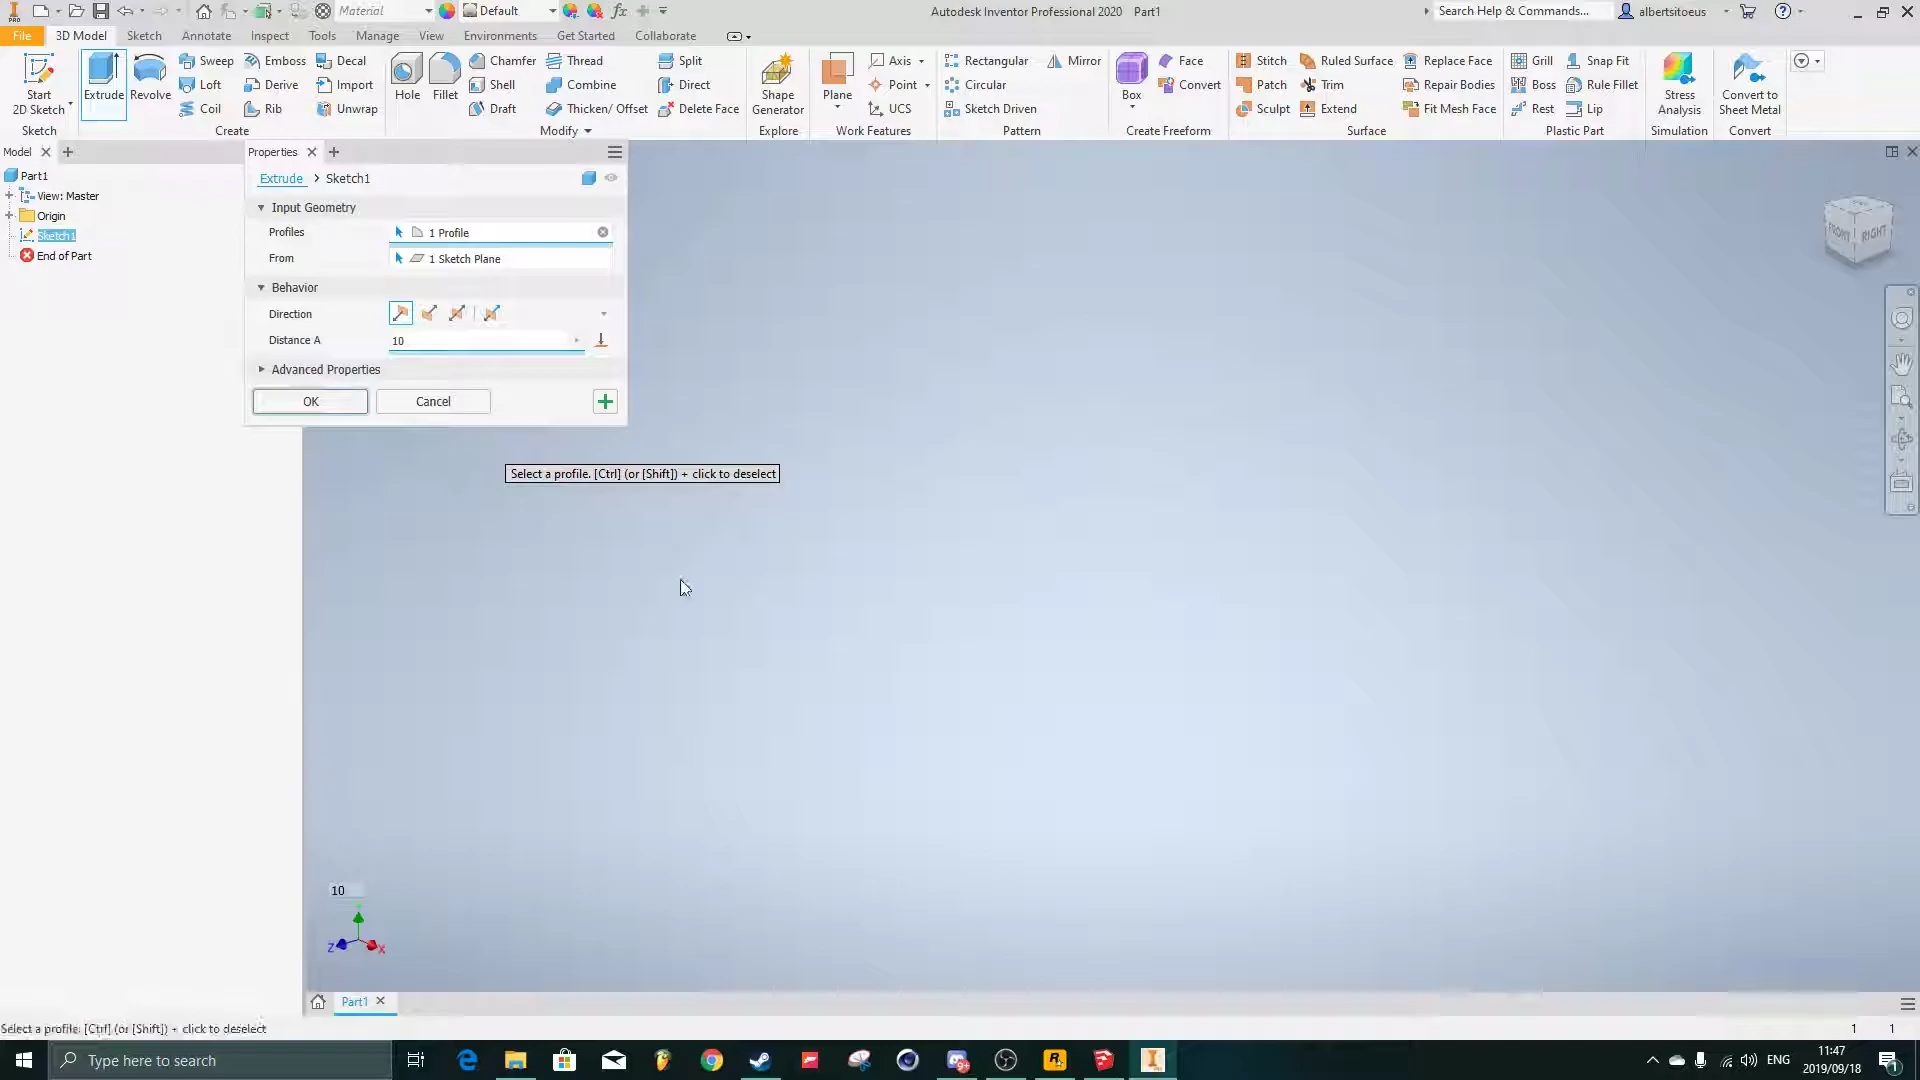 PRO Material Default fx Autodesk Inventor Professional 2020 Part1 Search Help & Commands... albertsitoeus
File 3D Model Sketch Annotate Inspect Tools Manage View Environments Get Started Collaborate
Start 2D Sketch
Sketch
Extrude Revolve
Sweep Emboss Decal
Loft Derive Import
Coil Rib Unwrap
Create
Hole Fillet
Chamfer Thread Split
Shell Combine Direct
Draft Thicken/ Offset Delete Face
Modify
Shape Generator
Explore
Plane
Axis
Point
UCS
Work Features
Rectangular Mirror
Circular
Sketch Driven
Pattern
Box
Face
Convert
Create Freeform
Stitch Ruled Surface Replace Face
Patch Trim Repair Bodies
Sculpt Extend Fit Mesh Face
Surface
Grill Snap Fit
Boss Rule Fillet
Rest Lip
Plastic Part
Stress Analysis
Simulation
Convert to Sheet Metal
Convert
Model
Part1
View: Master
Origin
Sketch1
End of Part
Properties
Extrude > Sketch1
Input Geometry
Profiles 1 Profile
From 1 Sketch Plane
Behavior
Direction
Distance A 10
Advanced Properties
OK Cancel
Select a profile. [Ctrl] (or [Shift]) + click to deselect
FRONT RIGHT
10
Z X
Part1
Select a profile. [Ctrl] (or [Shift]) + click to deselect
1 1
Type here to search
ENG
11:47
2019/09/18